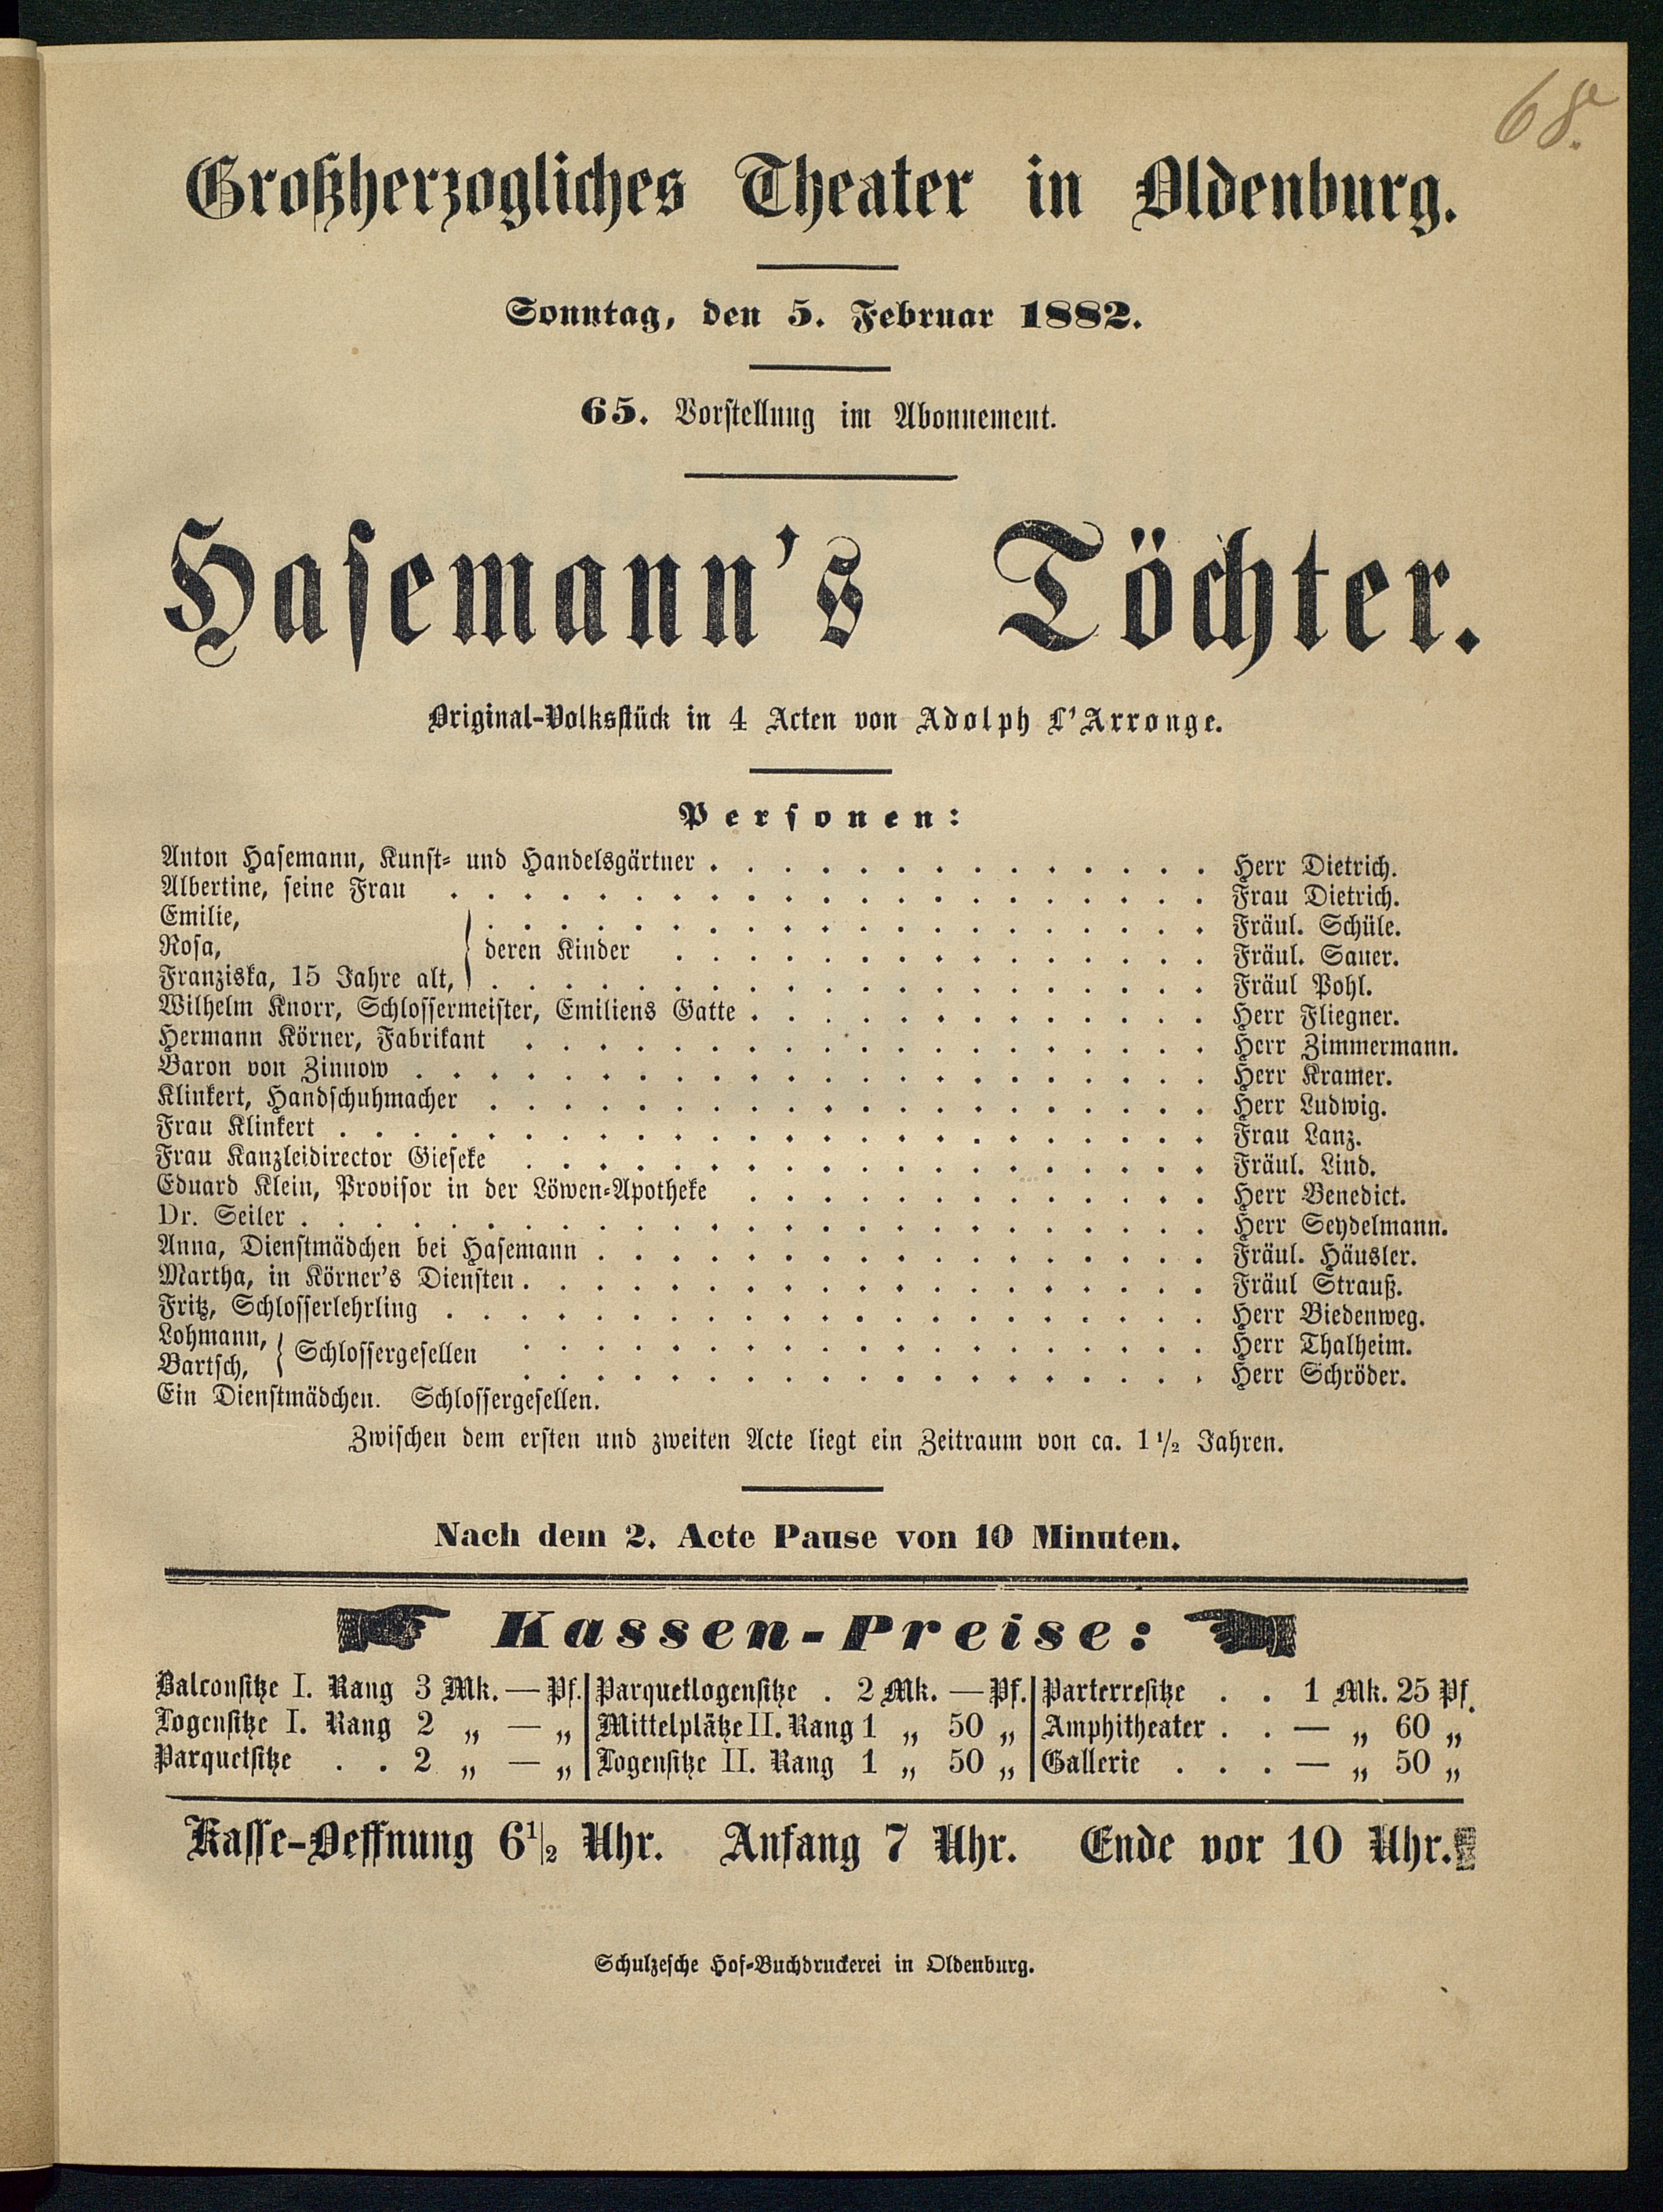 68e.
Großherzogliches Theater in Oldenburg.
Sonntag, den 5. Februar 1882.
65. Vorstellung im Abonnement.
Hasemann's Töchter.
Original-Volksstück in 4 Acten von Adolph L'Arronge.
Personen:
Anton Hasemann, Kunst- und Handelsgärtner . . . . . . . . . . . . . . Herr Dietrich.
Albertine, seine Frau . . . . . . . . . . . . . . . . . . . . . Frau Dietrich.
Emilie, . . . . . . . . . . . . . . . . . . . . Fräul. Schüle.
Rosa, } deren Kinder . . . . . . . . . . . . . . . Fräul. Sauer.
Franziska, 15 Jahre alt, . . . . . . . . . . . . . . . . . . . . Fräul Pohl.
Wilhelm Knorr, Schlossermeister, Emiliens Gatte . . . . . . . . . . . . . Herr Fliegner.
Hermann Körner, Fabrikant . . . . . . . . . . . . . . . . . . . Herr Zimmermann.
Baron von Zinnow . . . . . . . . . . . . . . . . . . . . . . Herr Kramer.
Klinkert, Handschuhmacher . . . . . . . . . . . . . . . . . . . . Herr Ludwig.
Frau Klinkert . . . . . . . . . . . . . . . . . . . . . . . . Frau Lanz.
Frau Kanzleidirector Gieseke . . . . . . . . . . . . . . . . . . . Fräul. Lind.
Eduard Klein, Provisor in der Löwen-Apotheke . . . . . . . . . . . . . Herr Benedict.
Dr. Seiler . . . . . . . . . . . . . . . . . . . . . . . . . Herr Seydelmann.
Anna, Dienstmädchen bei Hasemann . . . . . . . . . . . . . . . . . Fräul. Häusler.
Martha, in Körner's Diensten . . . . . . . . . . . . . . . . . . . Fräul Strauß.
Fritz, Schlosserlehrling . . . . . . . . . . . . . . . . . . . . . Herr Biedenweg.
Lohmann, } Schlossergesellen . . . . . . . . . . . . . . . . . . . Herr Thalheim.
Bartsch, . . . . . . . . . . . . . . . . . . . Herr Schröder.
Ein Dienstmädchen. Schlossergesellen.
Zwischen dem ersten und zweiten Acte liegt ein Zeitraum von ca. 1 1/2 Jahren.
Nach dem 2. Acte Pause von 10 Minuten.
Kassen-Preise:
Balconsitze I. Rang 3 Mk. — Pf. | Parquetlogensitze . 2 Mk. — Pf. | Parterresitze . . 1 Mk. 25 Pf.
Logensitze I. Rang 2 „ — „ | Mittelplätze II. Rang 1 „ 50 „ | Amphitheater . . — „ 60 „
Parquetsitze . . 2 „ — „ | Logensitze II. Rang 1 „ 50 „ | Gallerie . . . — „ 50 „
Kasse-Oeffnung 6 1/2 Uhr. Anfang 7 Uhr. Ende vor 10 Uhr.
Schulzesche Hof-Buchdruckerei in Oldenburg.